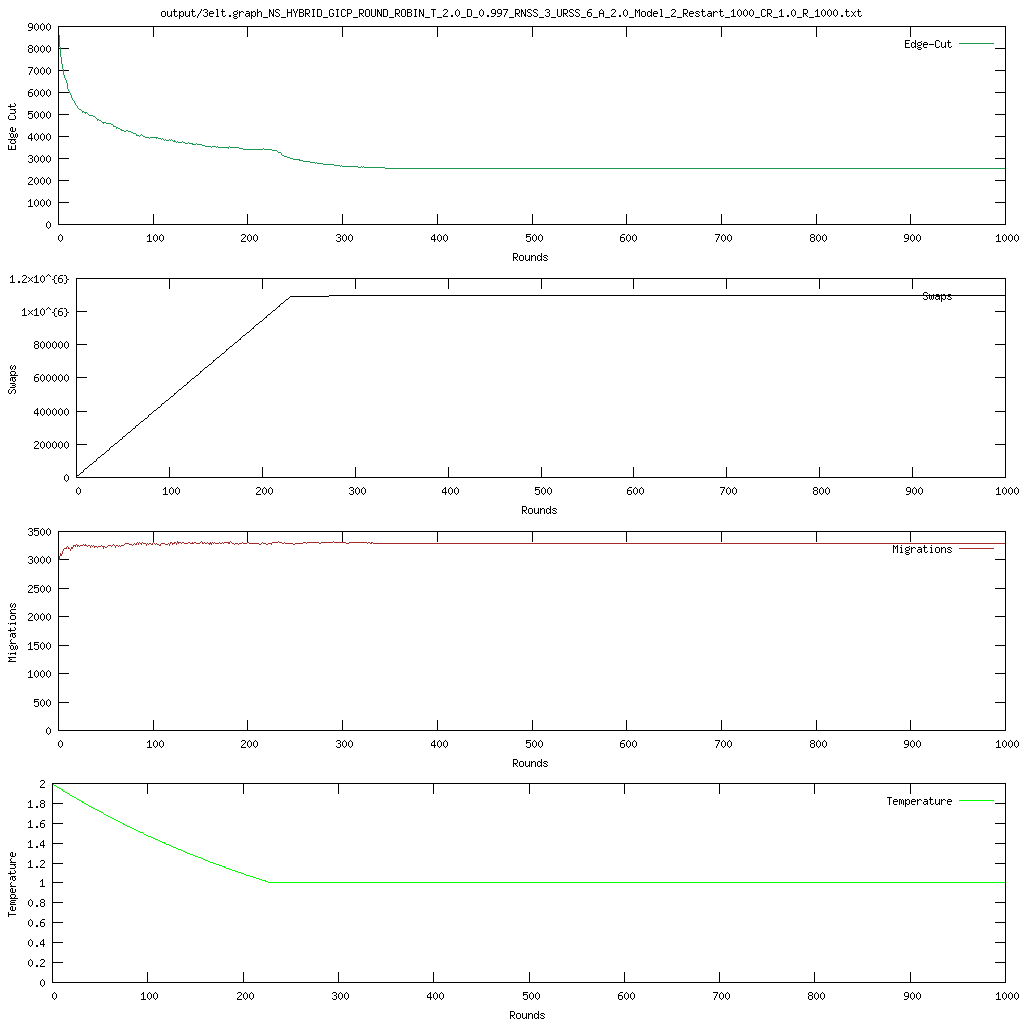 output/3elt.graph_NS_HYBRID_GICP_ROUND_ROBIN_T_2.0_D_0.997_RNSS_3_URSS_6_A_2.0_Model_2_Restart_1000_CR_1.0_R_1000.txt
9000
8000
7000
6000
5000
4000
3000
2000
1000
0
Edge Cut
Edge-Cut
0 100 200 300 400 500 600 700 800 900 1000
Rounds
1.2×10^{6}
1×10^{6}
800000
600000
400000
200000
0
Swaps
Swaps
0 100 200 300 400 500 600 700 800 900 1000
Rounds
3500
3000
2500
2000
1500
1000
500
0
Migrations
Migrations
0 100 200 300 400 500 600 700 800 900 1000
Rounds
2
1.8
1.6
1.4
1.2
1
0.8
0.6
0.4
0.2
0
Temperature
Temperature
0 100 200 300 400 500 600 700 800 900 1000
Rounds